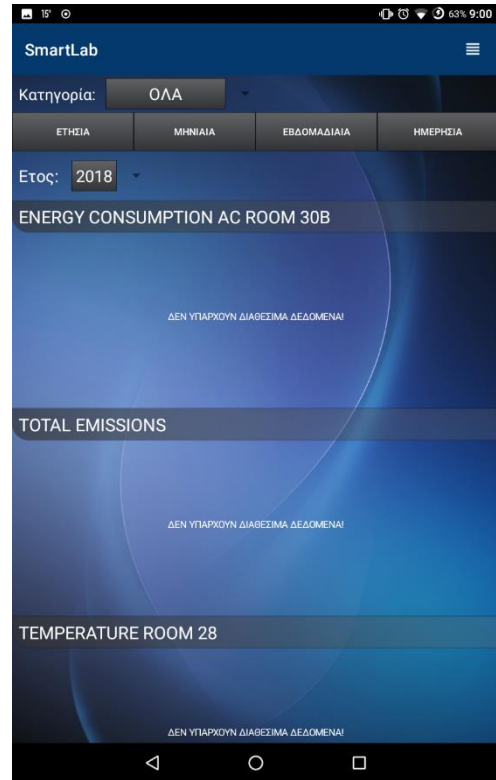 15° 63% 9:00
SmartLab
Κατηγορία: ΟΛΑ
ΕΤΗΣΙΑ ΜΗΝΙΑΙΑ ΕΒΔΟΜΑΔΙΑΙΑ ΗΜΕΡΗΣΙΑ
Ετος: 2018
ENERGY CONSUMPTION AC ROOM 30B
ΔΕΝ ΥΠΑΡΧΟΥΝ ΔΙΑΘΕΣΙΜΑ ΔΕΔΟΜΕΝΑ!
TOTAL EMISSIONS
ΔΕΝ ΥΠΑΡΧΟΥΝ ΔΙΑΘΕΣΙΜΑ ΔΕΔΟΜΕΝΑ!
TEMPERATURE ROOM 28
ΔΕΝ ΥΠΑΡΧΟΥΝ ΔΙΑΘΕΣΙΜΑ ΔΕΔΟΜΕΝΑ!